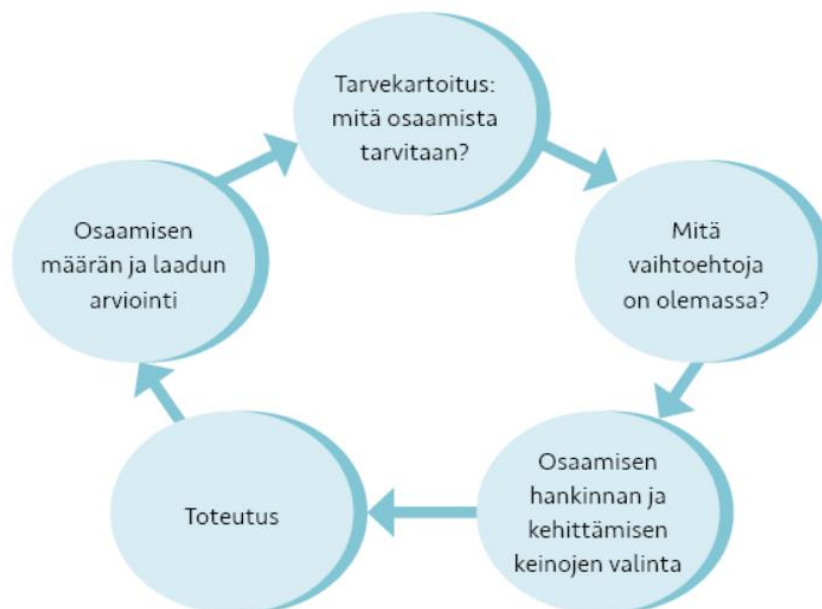 Tarvekartoitus:
mitä osaamista
tarvitaan?
Mitä
vaihtoehtoja
on olemassa?
Osaamisen
hankinnan ja
kehittämisen
keinojen valinta
Toteutus
Osaamisen
määrän ja laadun
arviointi